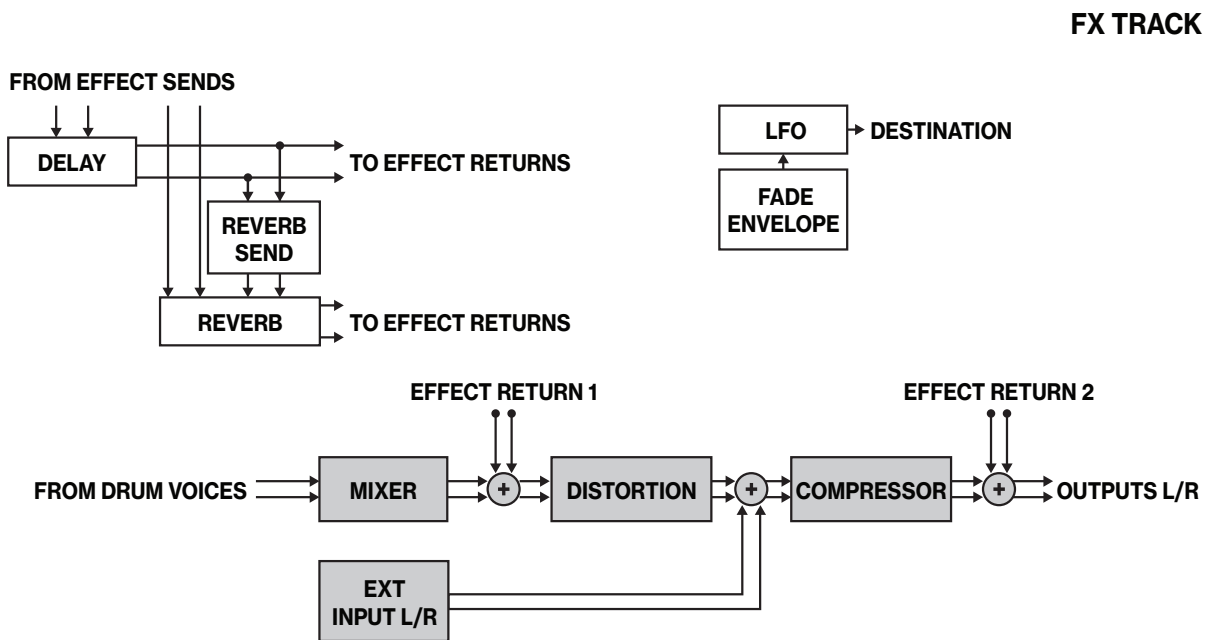 FX TRACK
FROM EFFECT SENDS
DELAY
TO EFFECT RETURNS
REVERB
SEND
REVERB
TO EFFECT RETURNS
LFO
DESTINATION
FADE
ENVELOPE
EFFECT RETURN 1
EFFECT RETURN 2
FROM DRUM VOICES
MIXER
+
DISTORTION
+
COMPRESSOR
+
OUTPUTS L/R
EXT
INPUT L/R